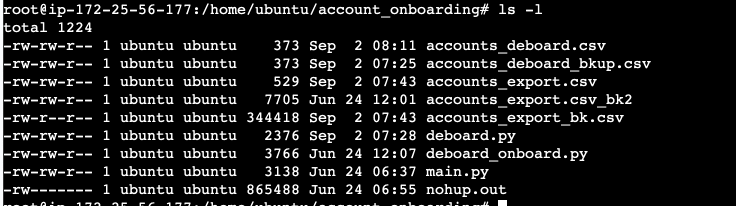 root@ip-172-25-56-177:/home/ubuntu/account_onboarding# ls -l
total 1224
-rw-rw-r-- 1 ubuntu ubuntu    373 Sep  2 08:11 accounts_deboard.csv
-rw-rw-r-- 1 ubuntu ubuntu    373 Sep  2 07:25 accounts_deboard_bkup.csv
-rw-rw-r-- 1 ubuntu ubuntu    529 Sep  2 07:43 accounts_export.csv
-rw-rw-r-- 1 ubuntu ubuntu   7705 Jun 24 12:01 accounts_export.csv_bk2
-rw-rw-r-- 1 ubuntu ubuntu 344418 Sep  2 07:43 accounts_export_bk.csv
-rw-rw-r-- 1 ubuntu ubuntu   2376 Sep  2 07:28 deboard.py
-rw-rw-r-- 1 ubuntu ubuntu   3766 Jun 24 12:07 deboard_onboard.py
-rw-rw-r-- 1 ubuntu ubuntu   3138 Jun 24 06:37 main.py
-rw------- 1 ubuntu ubuntu 865488 Jun 24 06:55 nohup.out
root@ip-172-25-56-177:/home/ubuntu/account_onboarding#